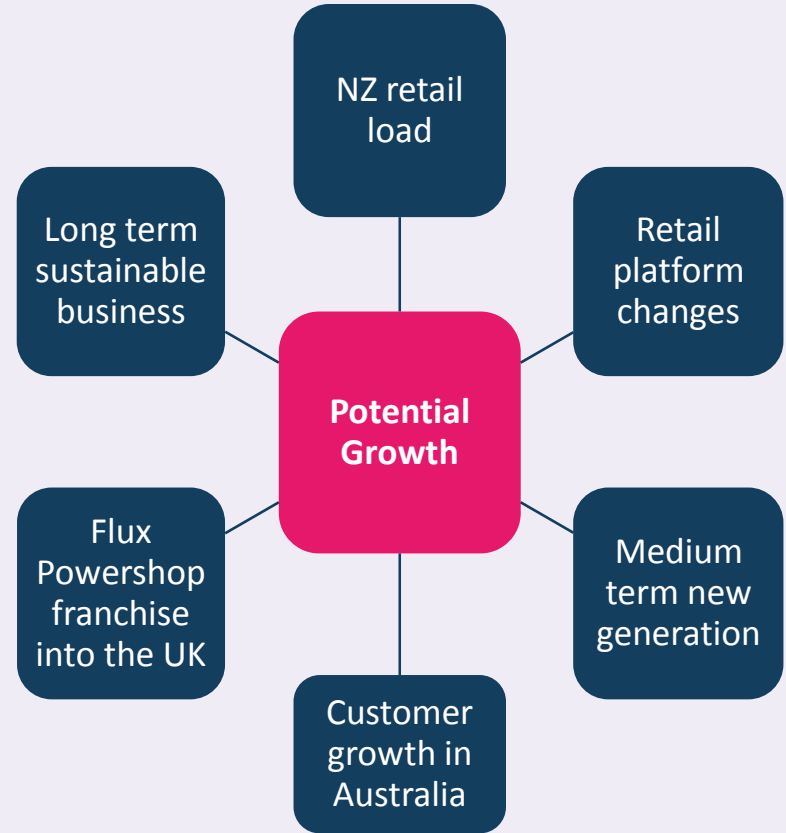 NZ retail
load
Long term
sustainable
business
Retail
platform
changes
Potential
Growth
Flux
Powershop
franchise
into the UK
Medium
term new
generation
Customer
growth in
Australia